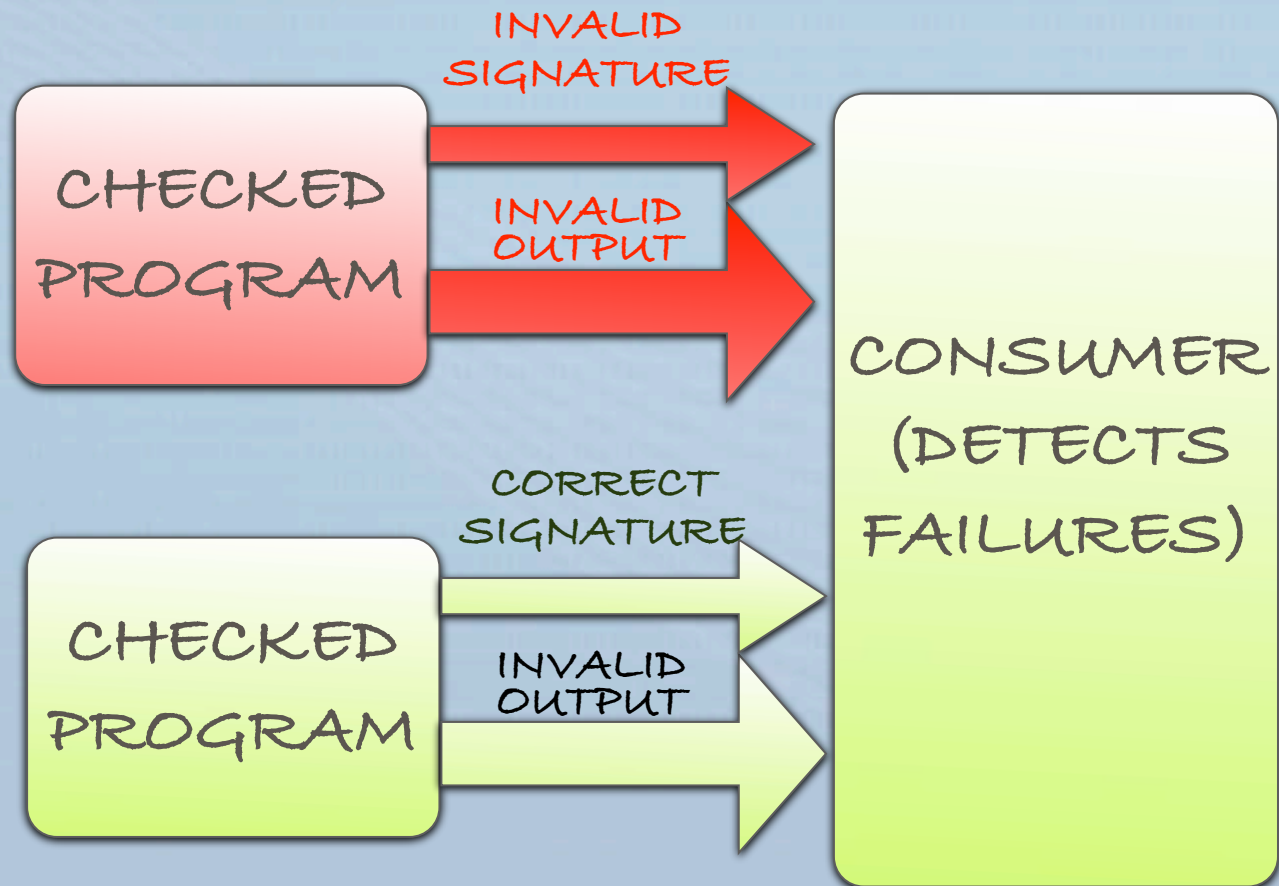 INVALID
SIGNATURE
CHECKED
PROGRAM
INVALID
OUTPUT
CORRECT
SIGNATURE
CHECKED
PROGRAM
INVALID
OUTPUT
CONSUMER
(DETECTS
FAILURES)